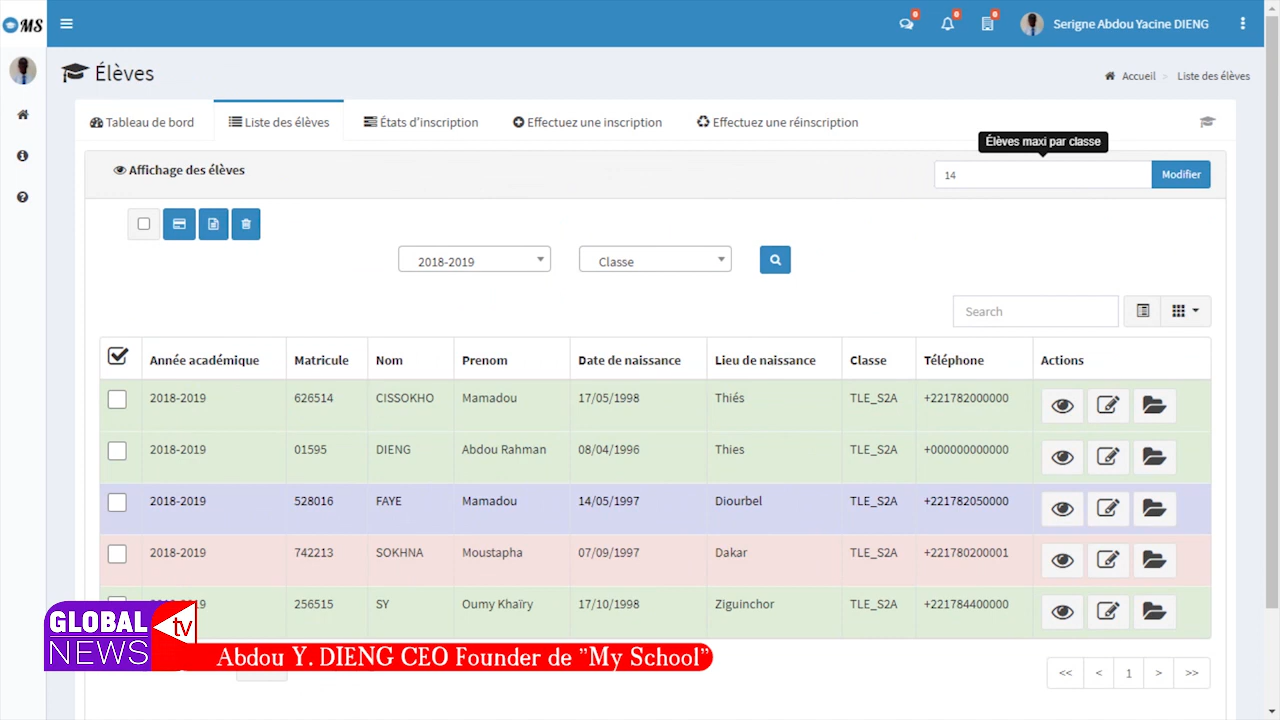 MS
0 0 0 Serigne Abdou Yacine DIENG
Élèves
Accueil > Liste des élèves
Tableau de bord Liste des élèves États d'inscription Effectuez une inscription Effectuez une réinscription
Élèves maxi par classe
Affichage des élèves
14 Modifier
2018-2019 Classe
Search
Année académique Matricule Nom Prenom Date de naissance Lieu de naissance Classe Téléphone Actions
2018-2019 626514 CISSOKHO Mamadou 17/05/1998 Thiés TLE_S2A +221782000000
2018-2019 01595 DIENG Abdou Rahman 08/04/1996 Thies TLE_S2A +000000000000
2018-2019 528016 FAYE Mamadou 14/05/1997 Diourbel TLE_S2A +221782050000
2018-2019 742213 SOKHNA Moustapha 07/09/1997 Dakar TLE_S2A +221780200001
256515 SY Oumy Khaïry 17/10/1998 Ziguinchor TLE_S2A +221784400000
GLOBAL tv
NEWS
Abdou Y. DIENG CEO Founder de "My School"
<< < 1 > >>